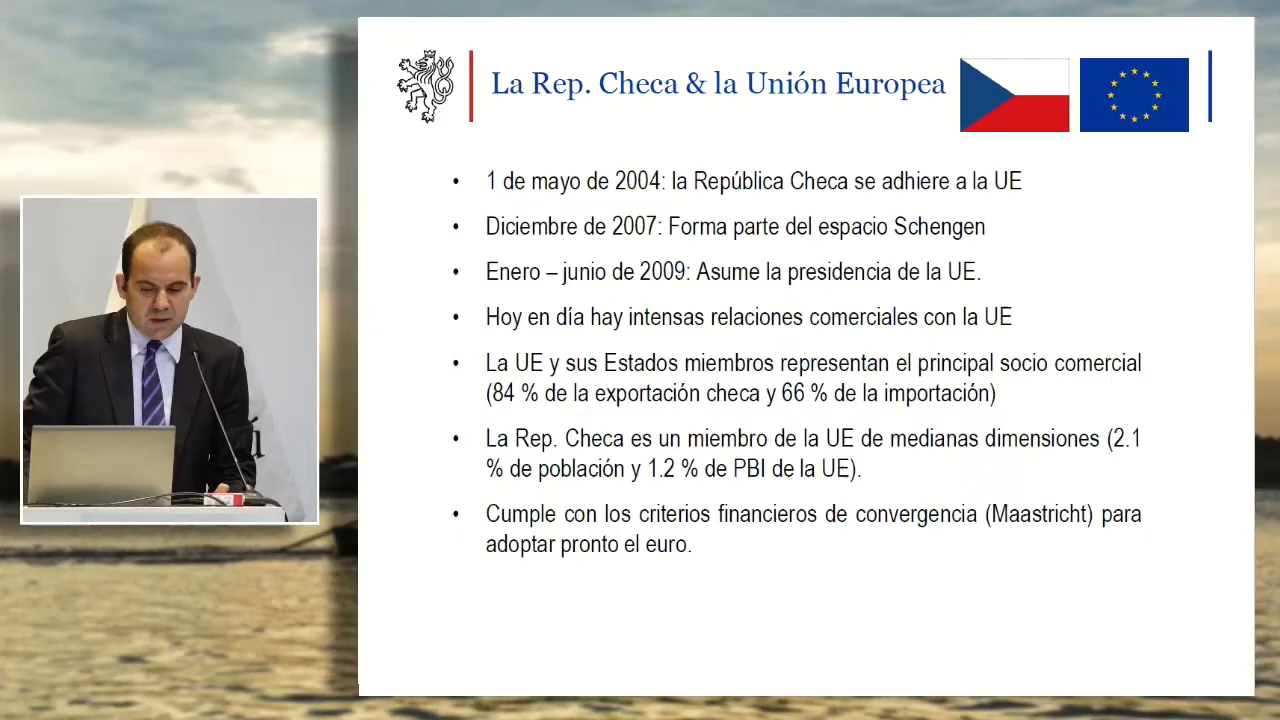 La Rep. Checa & la Unión Europea
• 1 de mayo de 2004: la República Checa se adhiere a la UE
• Diciembre de 2007: Forma parte del espacio Schengen
• Enero – junio de 2009: Asume la presidencia de la UE.
• Hoy en día hay intensas relaciones comerciales con la UE
• La UE y sus Estados miembros representan el principal socio comercial
(84 % de la exportación checa y 66 % de la importación)
• La Rep. Checa es un miembro de la UE de medianas dimensiones (2.1
% de población y 1.2 % de PBI de la UE).
• Cumple con los criterios financieros de convergencia (Maastricht) para
adoptar pronto el euro.